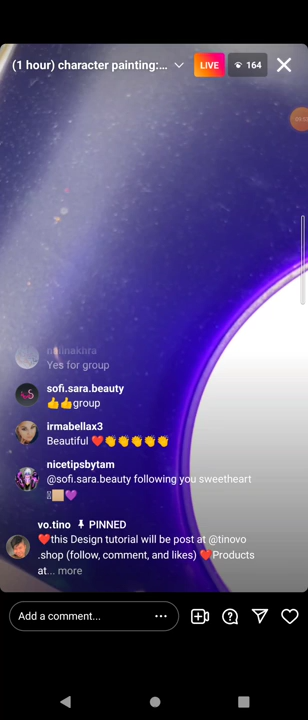 (1 hour) character painting:...
LIVE
164
Yes for group
sofi.sara.beauty
👍👍group
irmabellax3
Beautiful ❤️👏👏👏👏👏
nicetipsbytam
@sofi.sara.beauty following you sweetheart
💜
vo.tino 📌 PINNED
❤️this Design tutorial will be post at @tinovo
.shop (follow, comment, and likes) ❤️Products
at... more
Add a comment...